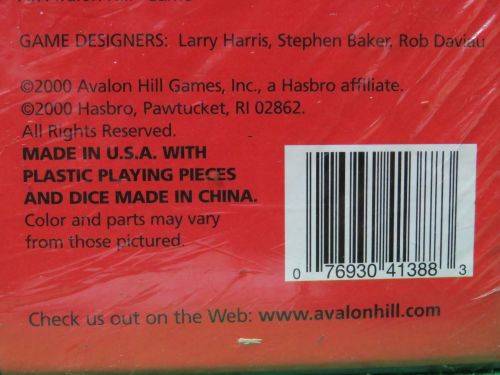 GAME DESIGNERS: Larry Harris, Stephen Baker, Rob Daviau
©2000 Avalon Hill Games, Inc., a Hasbro affiliate.
©2000 Hasbro, Pawtucket, RI 02862.
All Rights Reserved.
MADE IN U.S.A. WITH
PLASTIC PLAYING PIECES
AND DICE MADE IN CHINA.
Color and parts may vary
from those pictured.
0 76930 41388 3
Check us out on the Web: www.avalonhill.com